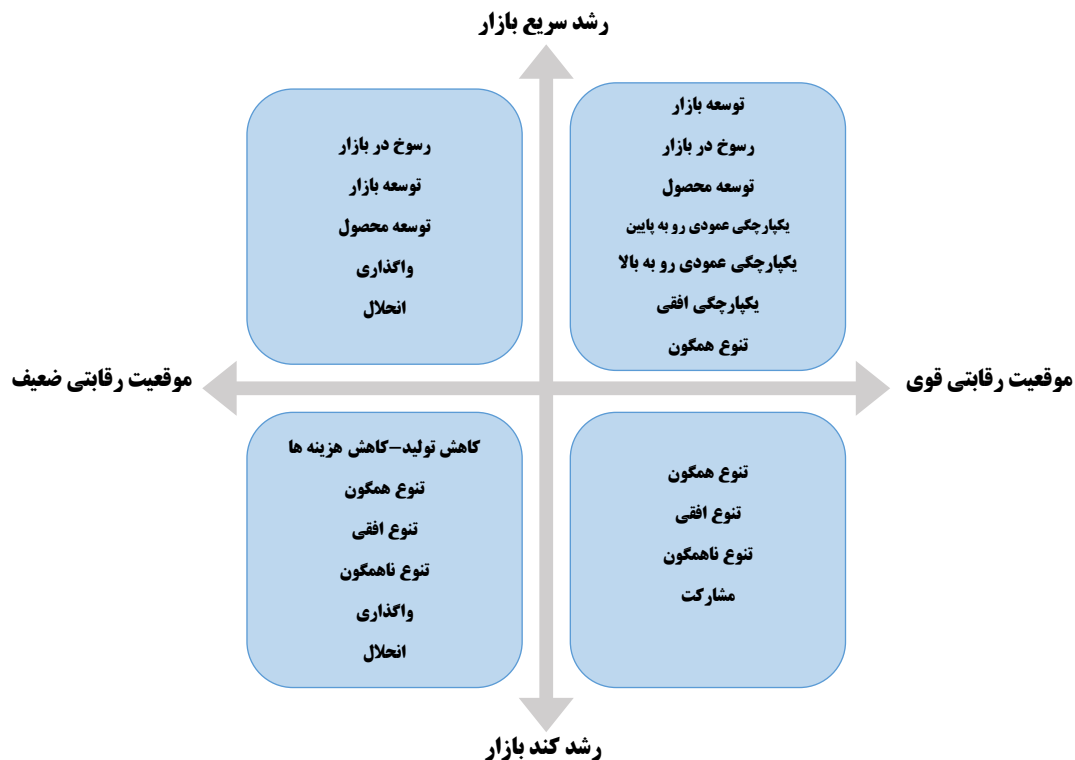 رشد سریع بازار
توسعه بازار
رسوخ در بازار
توسعه محصول
یکپارچگی عمودی رو به پایین
یکپارچگی عمودی رو به بالا
یکپارچگی افقی
تنوع همگون
رسوخ در بازار
توسعه بازار
توسعه محصول
واگذاری
انحلال
موقعیت رقابتی قوی
موقعیت رقابتی ضعیف
تنوع همگون
تنوع افقی
تنوع ناهمگون
مشارکت
کاهش تولید–کاهش هزینه ها
تنوع همگون
تنوع افقی
تنوع ناهمگون
واگذاری
انحلال
رشد کند بازار